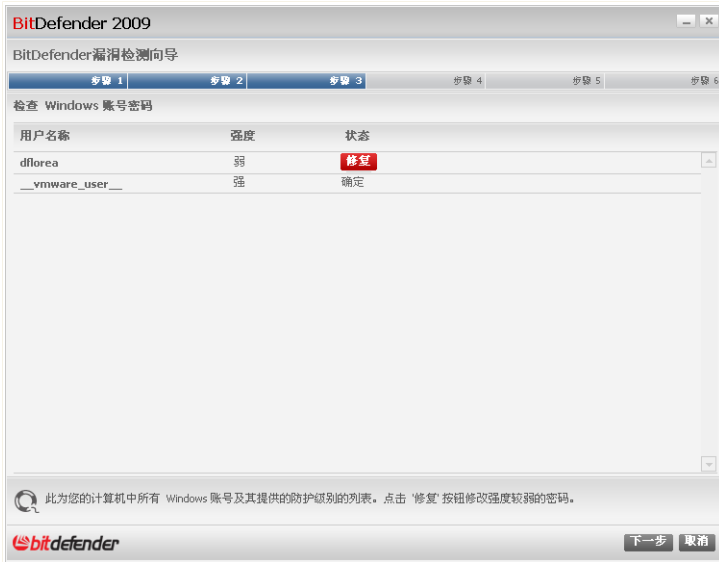 BitDefender 2009
BitDefender漏洞检测向导
步骤 1 步骤 2 步骤 3 步骤 4 步骤 5 步骤 6
检查 Windows 账号密码
用户名称 强度 状态
dflorea 弱 修复
__vmware_user__ 强 确定
此为您的计算机中所有 Windows 账号及其提供的防护级别的列表。点击 '修复' 按钮修改强度较弱的密码。
bitdefender 下一步 取消